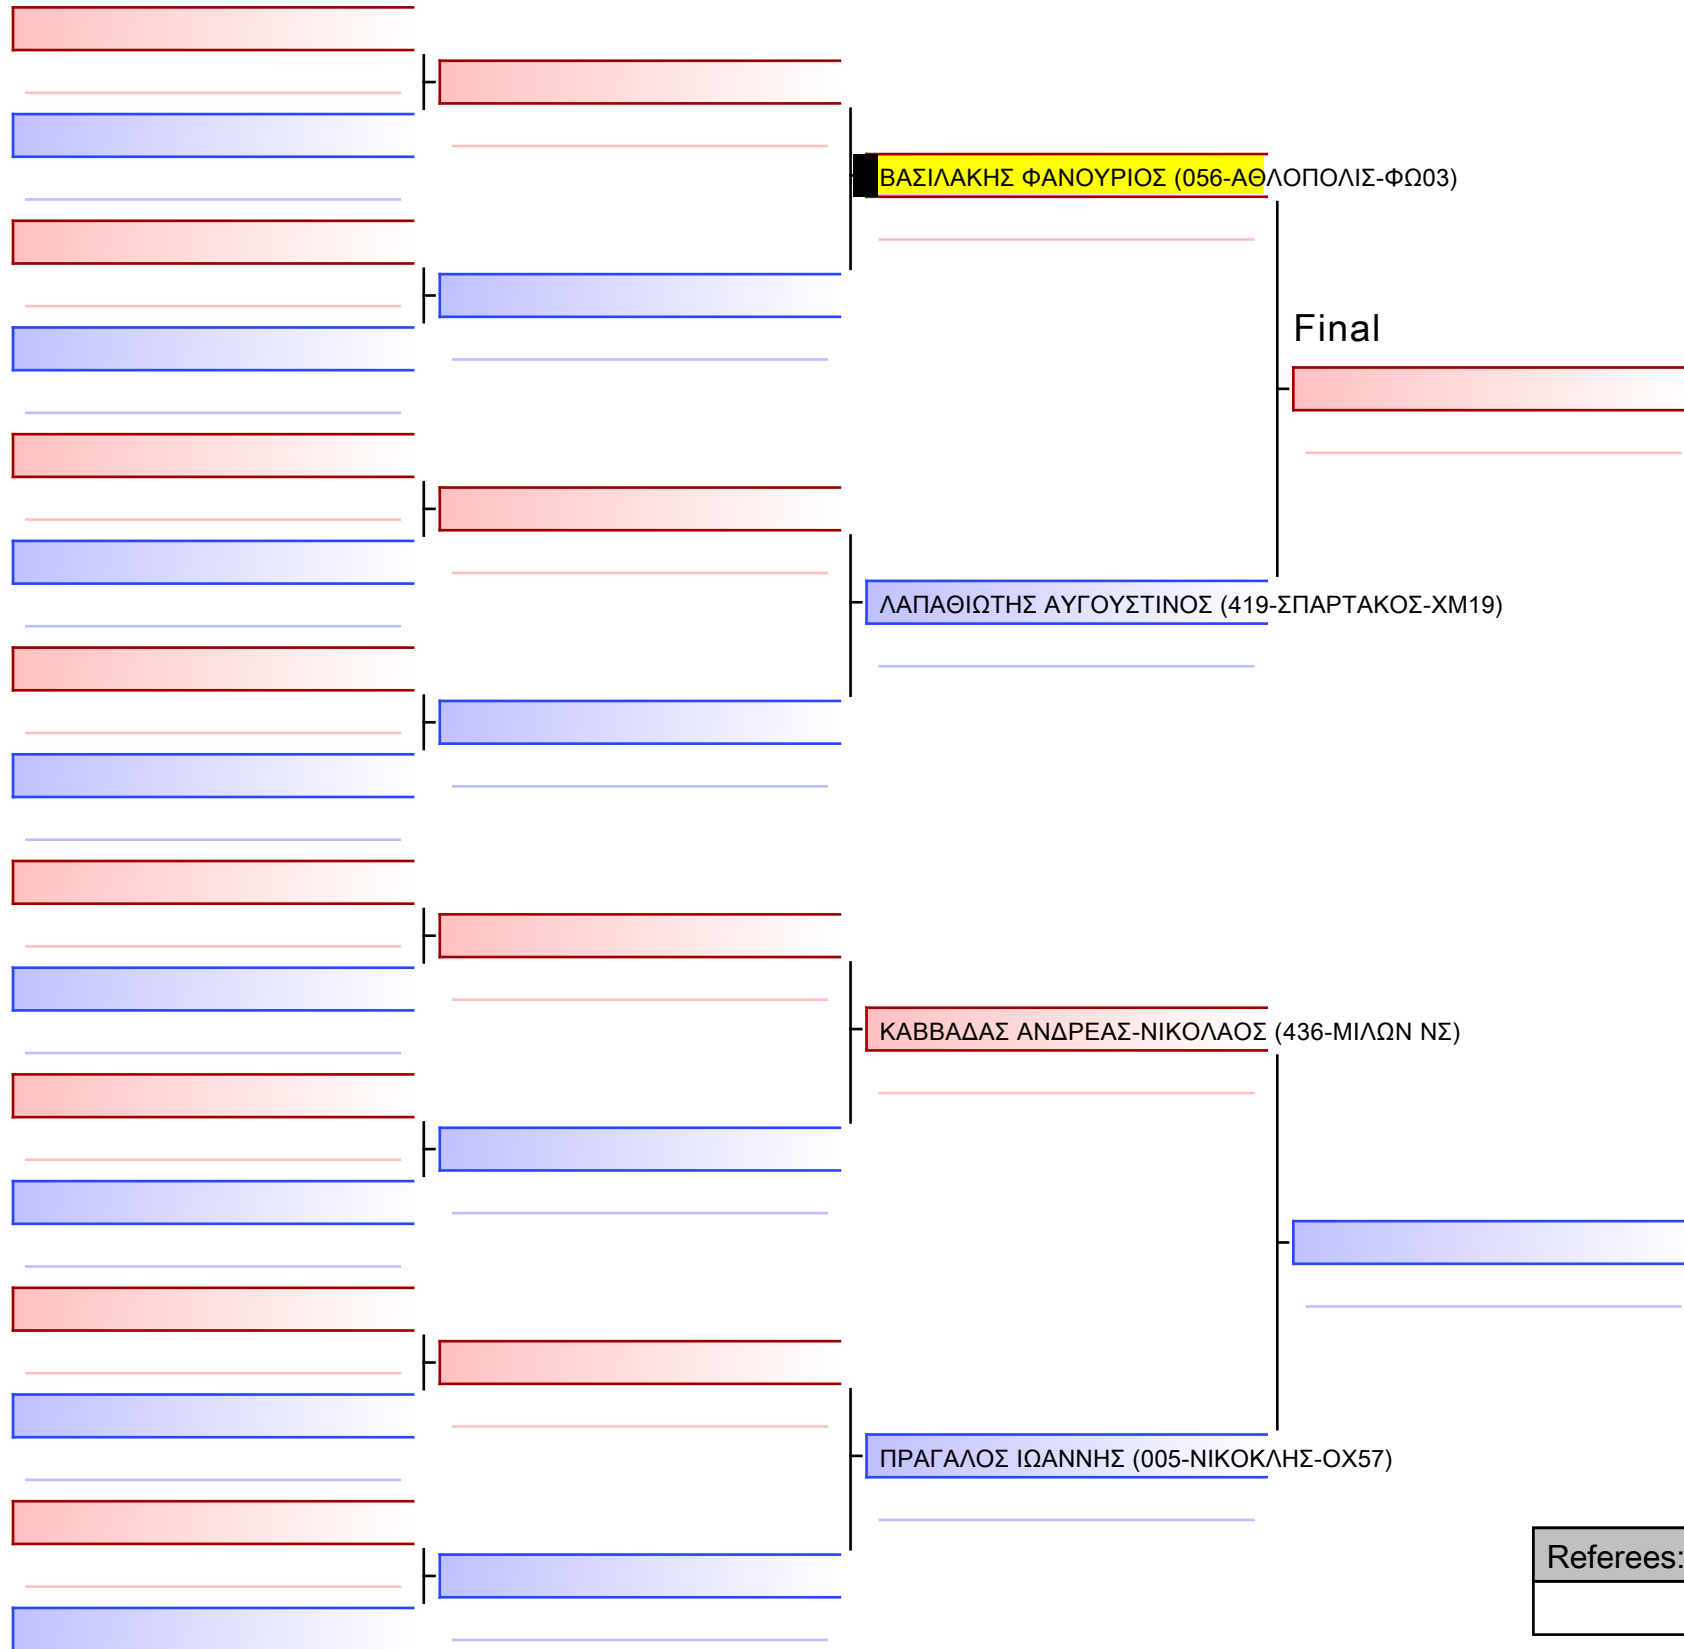 ΒΑΣΙΛΑΚΗΣ ΦΑΝΟΥΡΙΟΣ (056-ΑΘΛΟΠΟΛΙΣ-ΦΩ03)
Final
ΛΑΠΑΘΙΩΤΗΣ ΑΥΓΟΥΣΤΙΝΟΣ (419-ΣΠΑΡΤΑΚΟΣ-ΧΜ19)
ΚΑΒΒΑΔΑΣ ΑΝΔΡΕΑΣ-ΝΙΚΟΛΑΟΣ (436-ΜΙΛΩΝ ΝΣ)
ΠΡΑΓΑΛΟΣ ΙΩΑΝΝΗΣ (005-ΝΙΚΟΚΛΗΣ-ΟΧ57)
Referees: